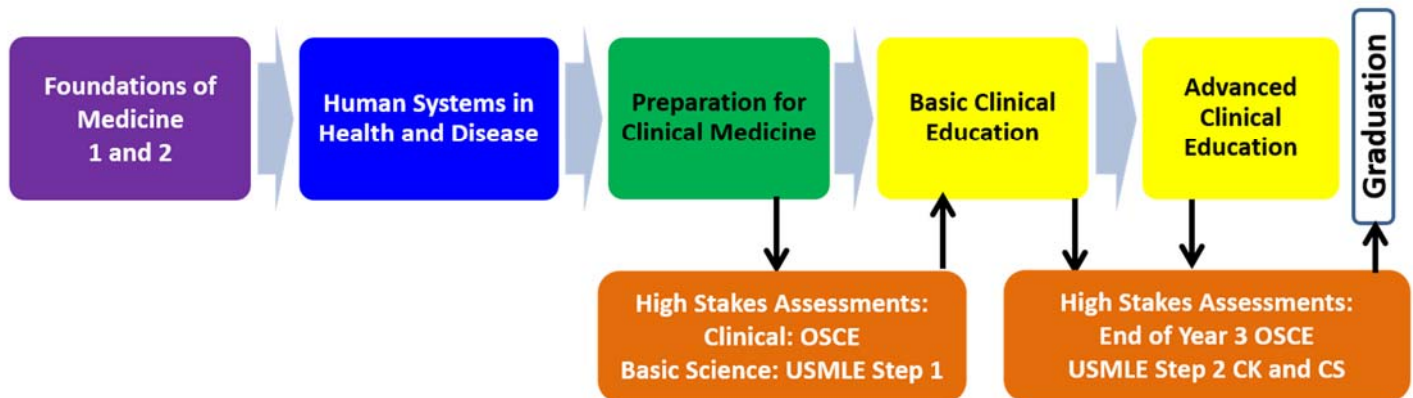 Foundations of
Medicine
1 and 2
Human Systems in
Health and Disease
Preparation for
Clinical Medicine
Basic Clinical
Education
Advanced
Clinical
Education
Graduation
High Stakes Assessments:
Clinical: OSCE
Basic Science: USMLE Step 1
High Stakes Assessments:
End of Year 3 OSCE
USMLE Step 2 CK and CS